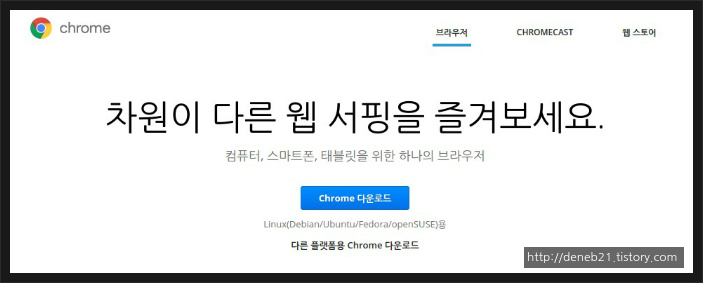 chrome
브라우저 CHROMECAST 웹 스토어
차원이 다른 웹 서핑을 즐겨보세요.
컴퓨터, 스마트폰, 태블릿을 위한 하나의 브라우저
Chrome 다운로드
Linux(Debian/Ubuntu/Fedora/openSUSE)용
다른 플랫폼용 Chrome 다운로드
http://deneb21.tistory.com